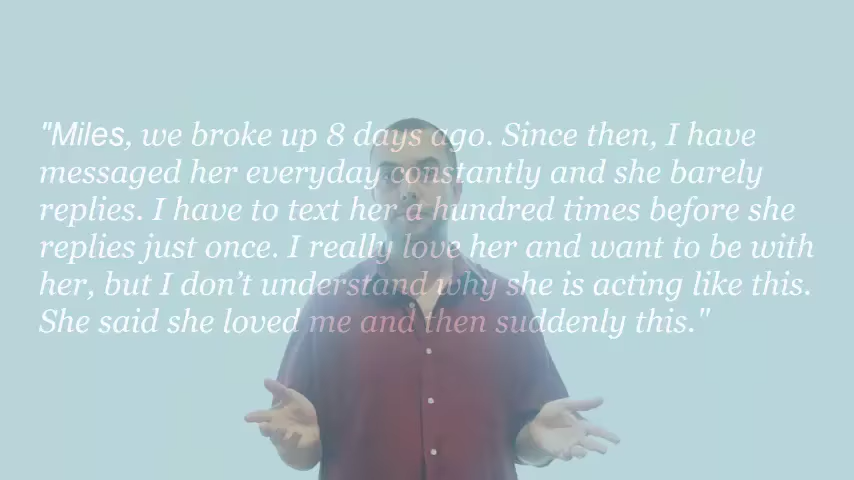 "Miles, we broke up 8 days ago. Since then, I have
messaged her everyday constantly and she barely
replies. I have to text her a hundred times before she
replies just once. I really love her and want to be with
her, but I don’t understand why she is acting like this.
She said she loved me and then suddenly this."